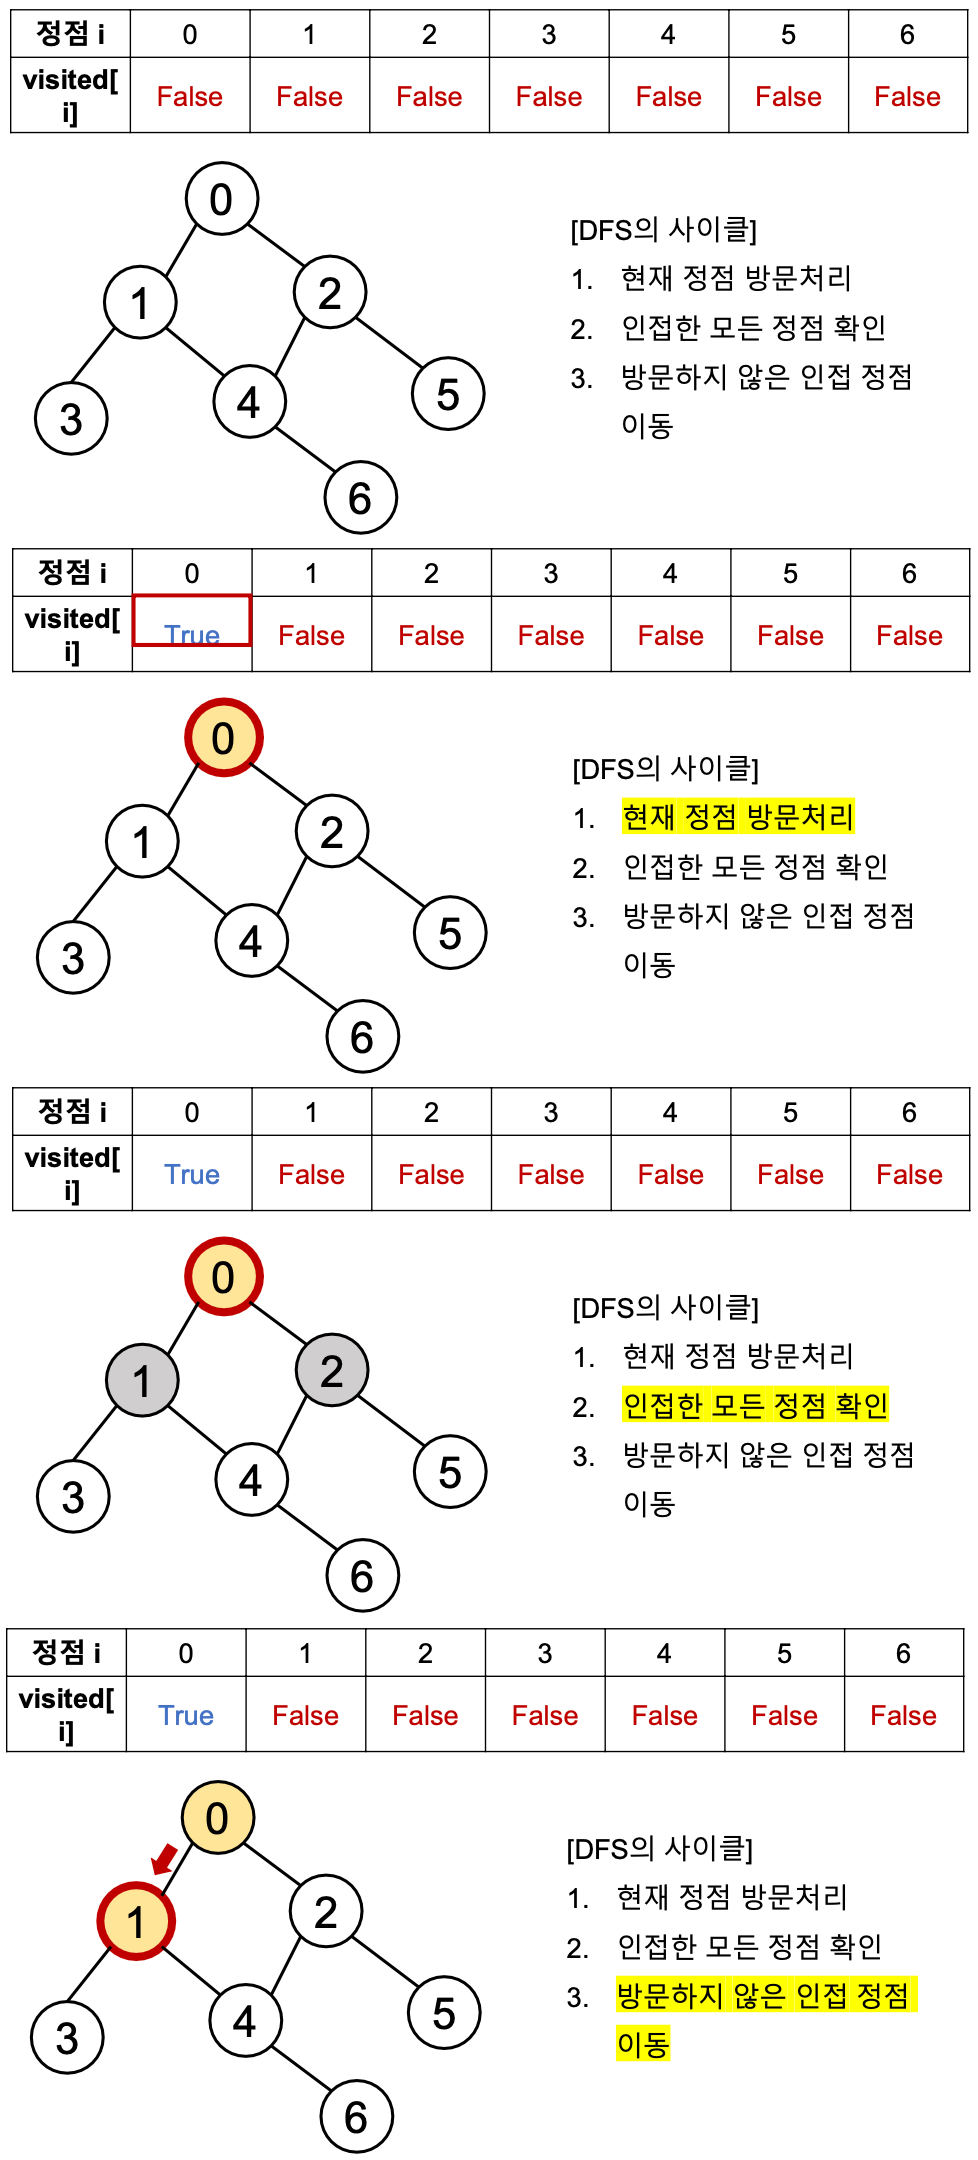 정점 i 0 1 2 3 4 5 6
visited[
i] False False False False False False False
0
1 2
3 4 5
6
[DFS의 사이클]
1. 현재 정점 방문처리
2. 인접한 모든 정점 확인
3. 방문하지 않은 인접 정점
이동
정점 i 0 1 2 3 4 5 6
visited[
i] True False False False False False False
0
1 2
3 4 5
6
[DFS의 사이클]
1. 현재 정점 방문처리
2. 인접한 모든 정점 확인
3. 방문하지 않은 인접 정점
이동
정점 i 0 1 2 3 4 5 6
visited[
i] True False False False False False False
0
1 2
3 4 5
6
[DFS의 사이클]
1. 현재 정점 방문처리
2. 인접한 모든 정점 확인
3. 방문하지 않은 인접 정점
이동
정점 i 0 1 2 3 4 5 6
visited[
i] True False False False False False False
0
1 2
3 4 5
6
[DFS의 사이클]
1. 현재 정점 방문처리
2. 인접한 모든 정점 확인
3. 방문하지 않은 인접 정점
이동